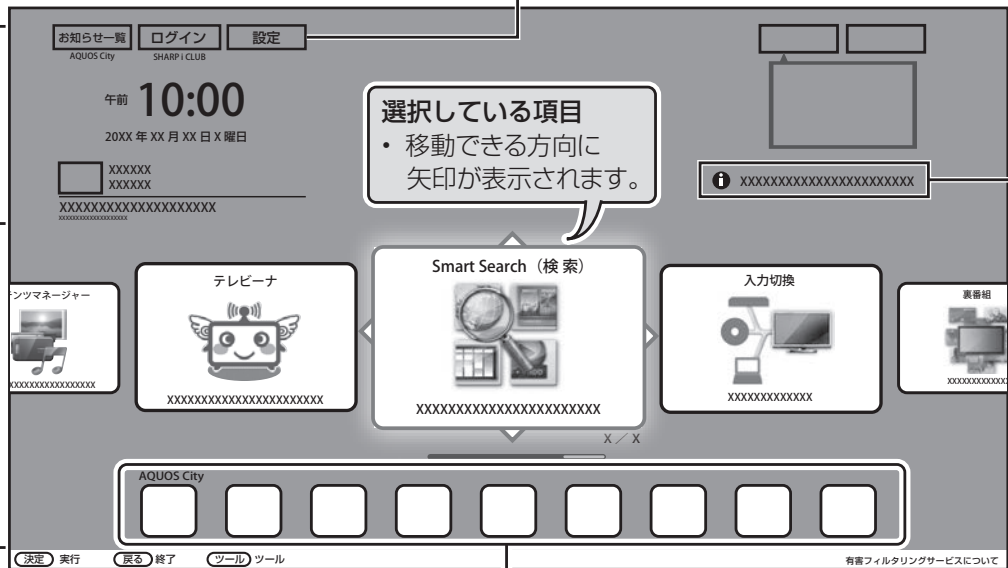 お知らせ一覧 ログイン 設定
AQUOS City SHARP i CLUB
午前 10:00
20XX 年 XX 月 XX 日 X 曜日
XXXXXX
XXXXXX
XXXXXXXXXXXXXXXXXXXX
xxxxxxxxxxxxxxxxxxxx
選択している項目
• 移動できる方向に
矢印が表示されます。
XXXXXXXXXXXXXXXXXXXXXXX
ンツマネージャー
XXXXXXXXXXXXXXXXX
テレビーナ
XXXXXXXXXXXXXXXXXXXXXXX
Smart Search（検 索）
XXXXXXXXXXXXXXXXXXXXXXX
入力切換
XXXXXXXXXXXXX
裏番組
XXXXXXXXXXXX
X ／ X
AQUOS City
決定 実行 戻る 終了 ツール ツール 有害フィルタリングサービスについて